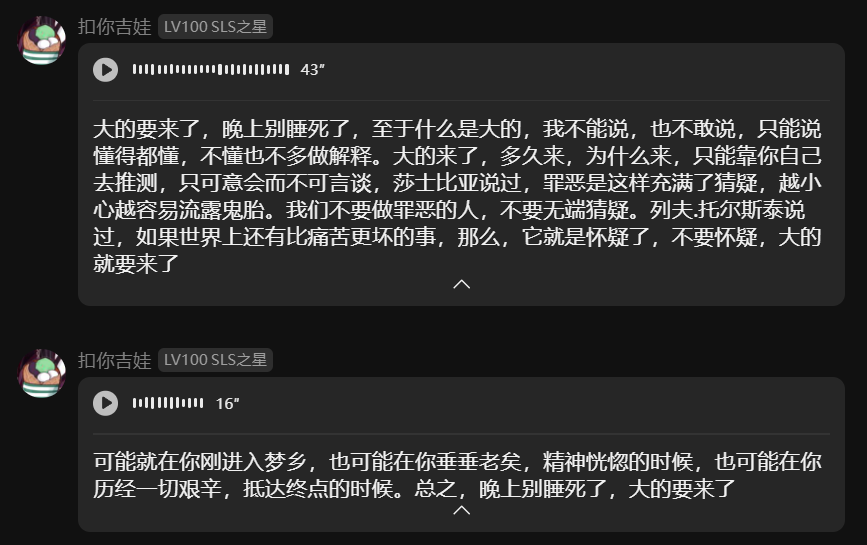 扣你吉娃 LV100 SLS之星
43"
大的要来了，晚上别睡死了，至于什么是大的，我不能说，也不敢说，只能说
懂得都懂，不懂也不多做解释。大的来了，多久来，为什么来，只能靠你自己
去推测，只可意会而不可言谈，莎士比亚说过，罪恶是这样充满了猜疑，越小
心越容易流露鬼胎。我们不要做罪恶的人，不要无端猜疑。列夫.托尔斯泰说
过，如果世界上还有比痛苦更坏的事，那么，它就是怀疑了，不要怀疑，大的
就要来了
扣你吉娃 LV100 SLS之星
16"
可能就在你刚进入梦乡，也可能在你垂垂老矣，精神恍惚的时候，也可能在你
历经一切艰辛，抵达终点的时候。总之，晚上别睡死了，大的要来了